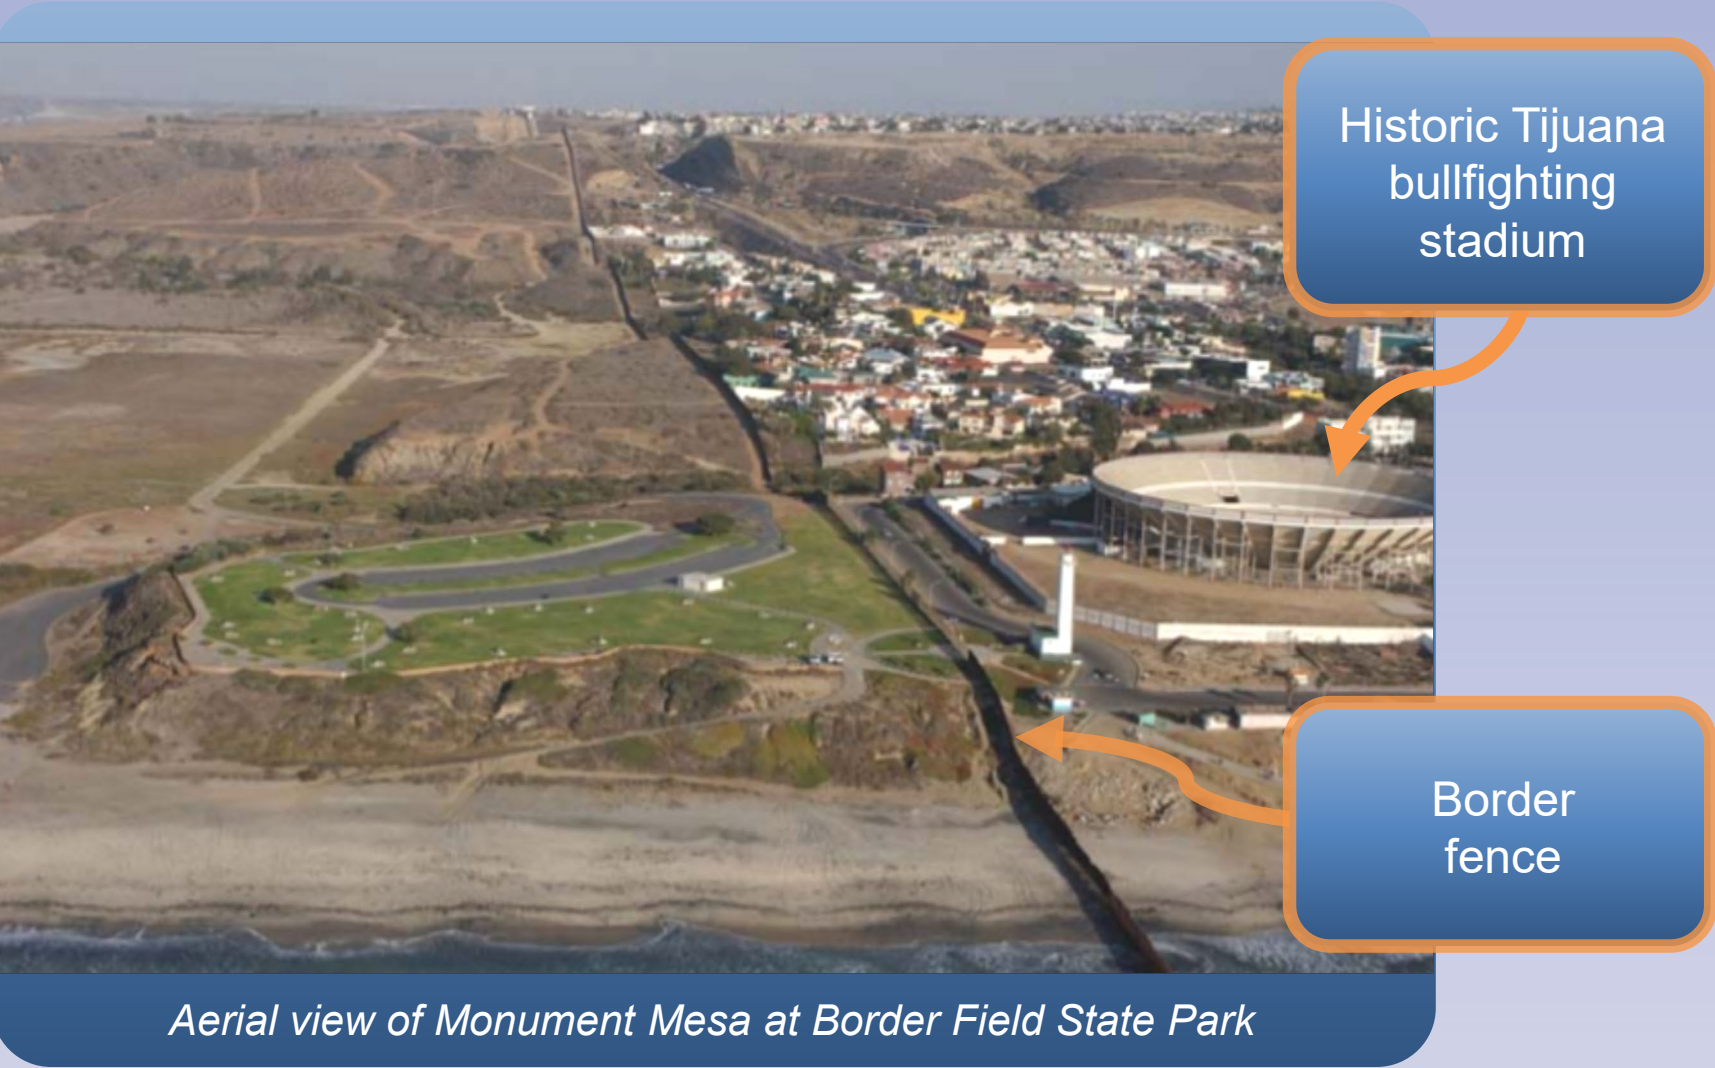 Historic Tijuana
bullfighting
stadium
Border
fence
Aerial view of Monument Mesa at Border Field State Park